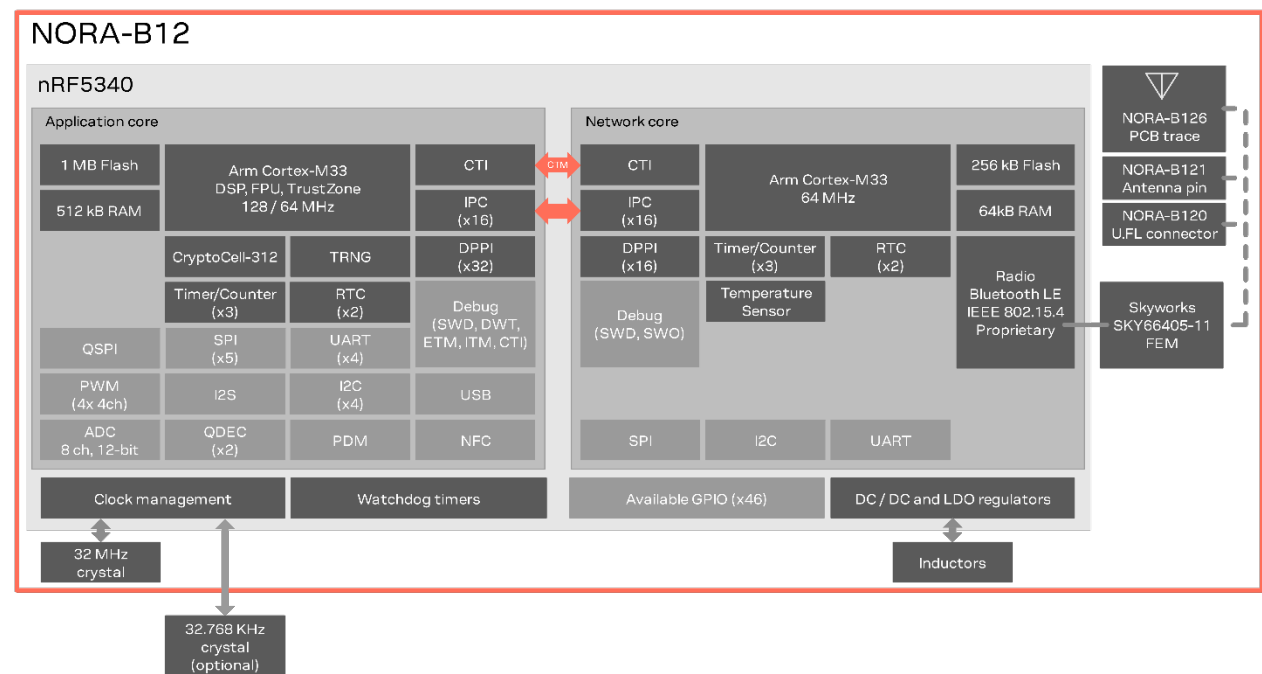 NORA-B12
nRF5340
Application core
1 MB Flash
512 kB RAM
Arm Cortex-M33
DSP, FPU, TrustZone
128 / 64 MHz
CTI
IPC
(x16)
CryptoCell-312
TRNG
DPPI
(x32)
Timer/Counter
(x3)
RTC
(x2)
Debug
(SWD, DWT,
ETM, ITM, CTI)
QSPI
SPI
(x5)
UART
(x4)
PWM
(4x 4ch)
I2S
I2C
(x4)
USB
ADC
8 ch, 12-bit
QDEC
(x2)
PDM
NFC
CTM
Network core
CTI
IPC
(x16)
Arm Cortex-M33
64 MHz
256 kB Flash
64kB RAM
DPPI
(x16)
Timer/Counter
(x3)
RTC
(x2)
Debug
(SWD, SWO)
Temperature
Sensor
Radio
Bluetooth LE
IEEE 802.15.4
Proprietary
SPI
I2C
UART
Clock management
Watchdog timers
Available GPIO (x46)
DC / DC and LDO regulators
32 MHz
crystal
Inductors
32.768 KHz
crystal
(optional)
NORA-B126
PCB trace
NORA-B121
Antenna pin
NORA-B120
U.FL connector
Skyworks
SKY66405-11
FEM